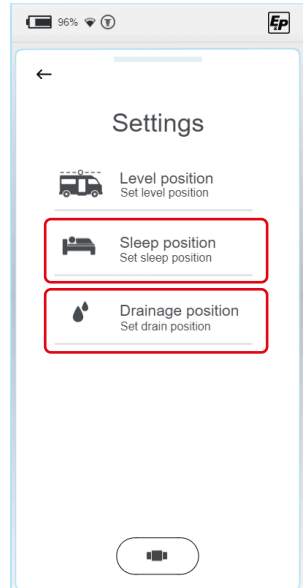 96%
EP
Settings
Level position
Set level position
Sleep position
Set sleep position
Drainage position
Set drain position